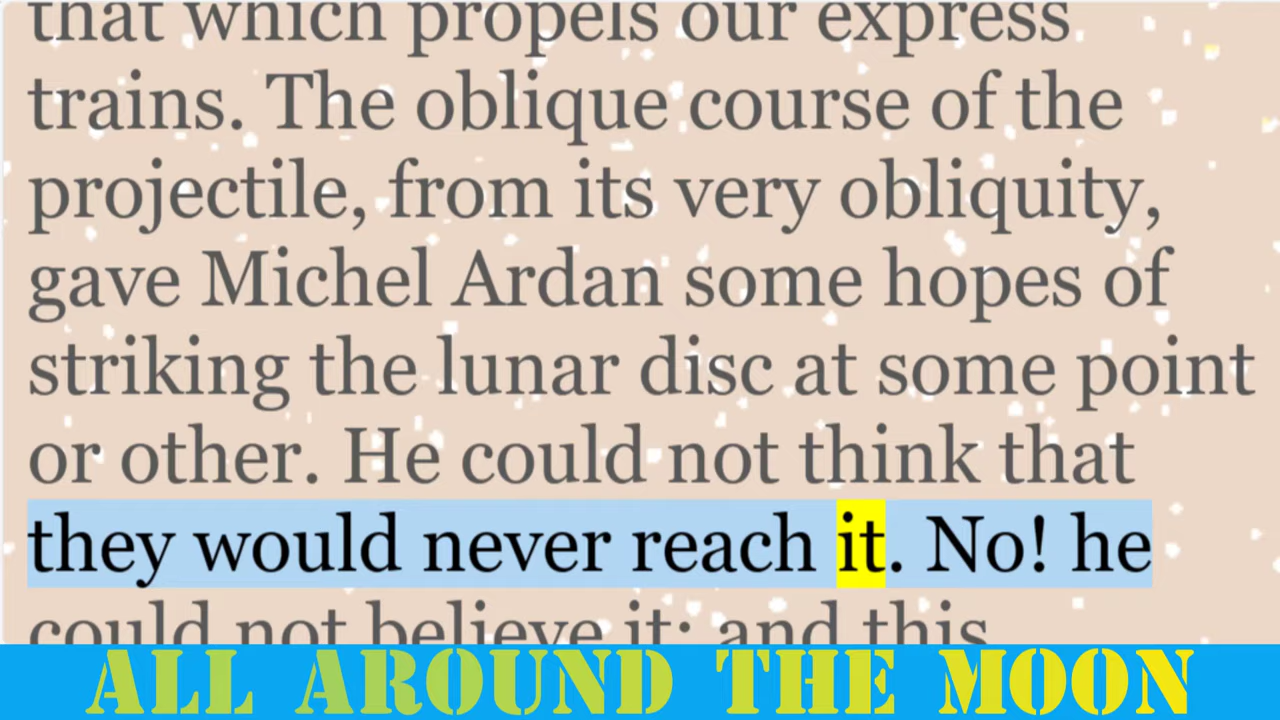 that which propels our express
trains. The oblique course of the
projectile, from its very obliquity,
gave Michel Ardan some hopes of
striking the lunar disc at some point
or other. He could not think that
they would never reach it. No! he
could not believe it; and this
ALL AROUND THE MOON